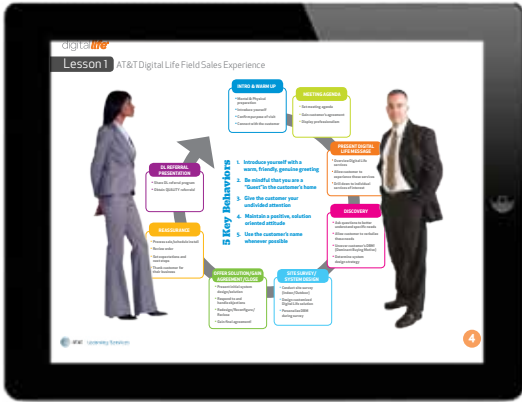 digitallife
Lesson 1 AT&T Digital Life Field Sales Experience
INTRO & WARM UP
• Mental & Physical
preparation
• Introduce yourself
• Confirm purpose of visit
• Connect with the customer
MEETING AGENDA
• Set meeting agenda
• Gain customer's agreement
• Display professionalism
PRESENT DIGITAL
LIFE MESSAGE
• Overview Digital Life
services
• Allow customer to
experience those services
• Drill down to individual
services of interest
DISCOVERY
• Ask questions to better
understand specific needs
• Allow customer to verbalize
those needs
• Uncover customer's DBM
(Dominant Buying Motive)
• Determine system
design strategy
SITE SURVEY/
SYSTEM DESIGN
• Conduct site survey
(Indoor/Outdoor)
• Design customized
Digital Life solution
• Personalize DBM
during survey
OFFER SOLUTION/GAIN
AGREEMENT/CLOSE
• Present initial system
design/solution
• Respond to and
handle objections
• Redesign/Reconfigure/
Review
• Gain final agreement
REASSURANCE
• Process sale/schedule install
• Review order
• Set expectations and
next steps
• Thank customer for
their business
DL REFERRAL
PRESENTATION
• Share DL referral program
• Obtain QUALITY referrals!
5 Key Behaviors
1. Introduce yourself with a
warm, friendly, genuine greeting
2. Be mindful that you are a
"Guest" in the customer's home
3. Give the customer your
undivided attention
4. Maintain a positive, solution
oriented attitude
5. Use the customer's name
whenever possible
at&t Learning Services
4